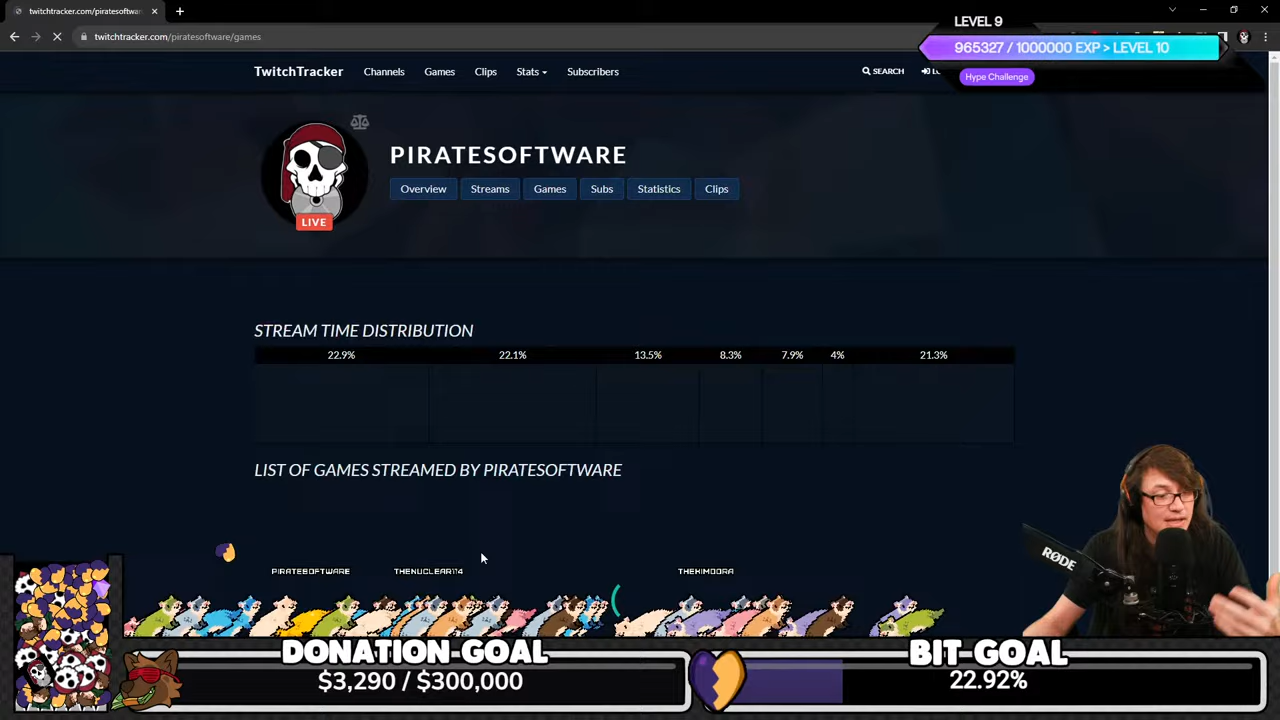 twitchtracker.com/piratesoftwar
twitchtracker.com/piratesoftware/games
LEVEL 9
965327 / 1000000 EXP > LEVEL 10
Hype Challenge
TwitchTracker
Channels
Games
Clips
Stats
Subscribers
SEARCH
PIRATESOFTWARE
Overview
Streams
Games
Subs
Statistics
Clips
LIVE
STREAM TIME DISTRIBUTION
22.9%
22.1%
13.5%
8.3%
7.9%
4%
21.3%
LIST OF GAMES STREAMED BY PIRATESOFTWARE
PIRATESOFTWARE
THENUCLEAR174
THEKIMOORA
RØDE
DONATION GOAL
$3,290 / $300,000
BIT GOAL
22.92%